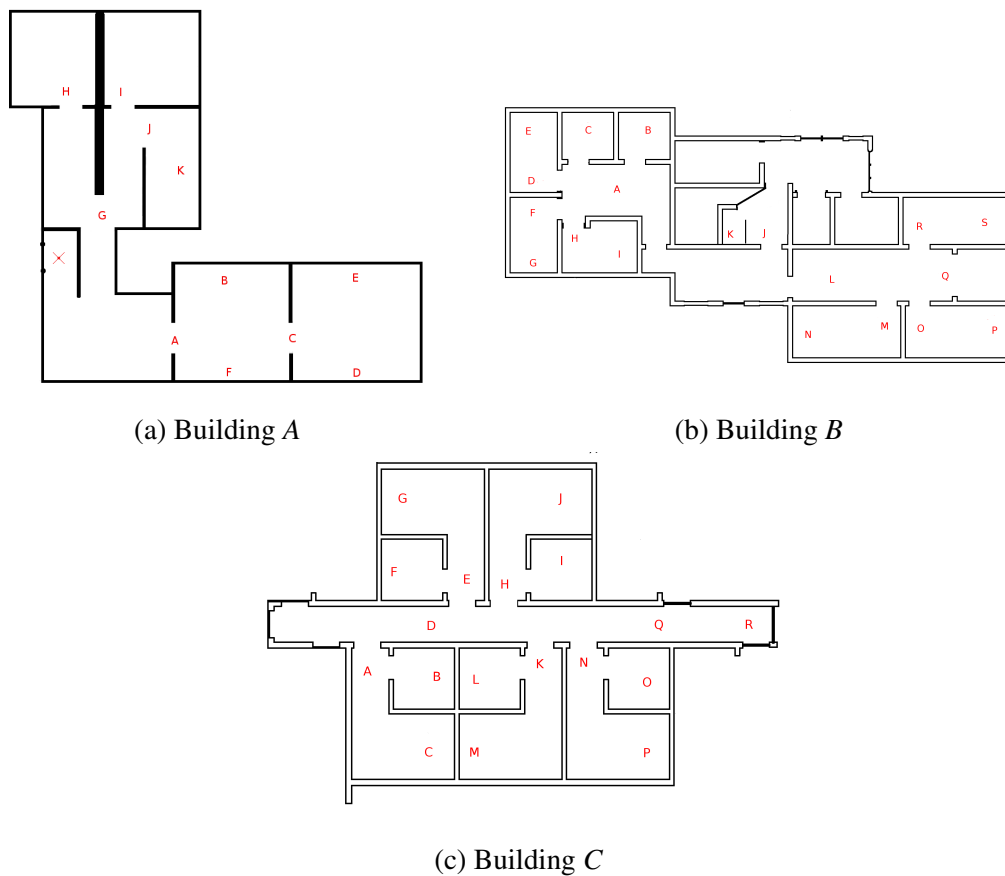 H I
J
K
G
B E
A C
F D
(a) Building A
E C B
D A
F
H
G I
K J
R S
L Q
N M O P
(b) Building B
G J
F E H I
D Q R
A B L K N O
C M P
(c) Building C